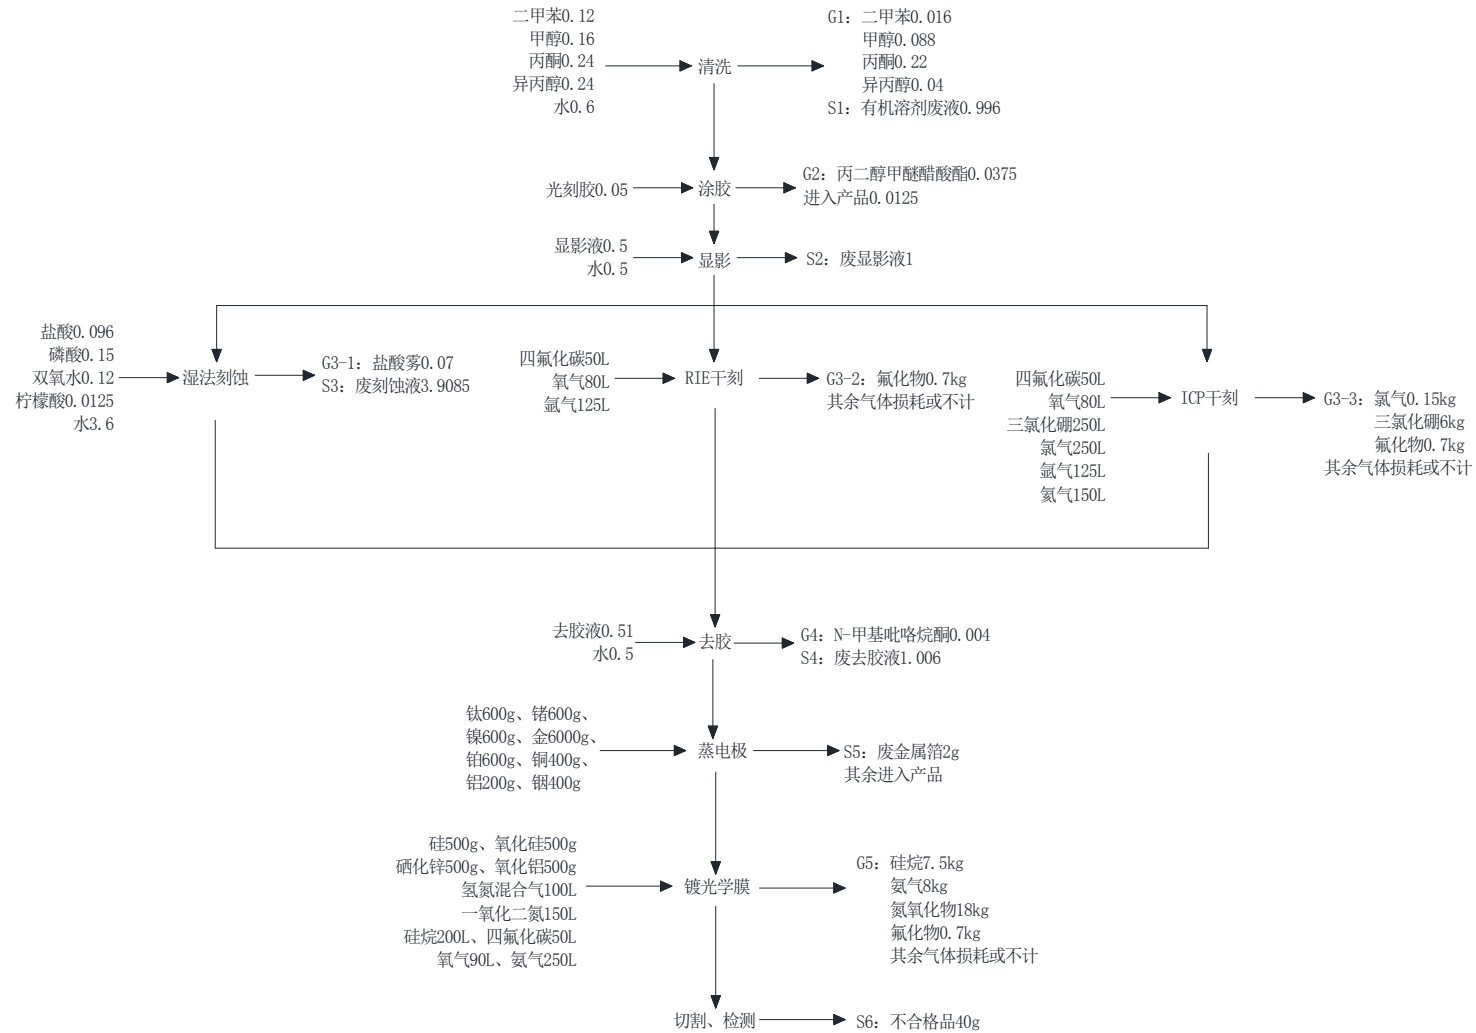 二甲苯0.12
甲醇0.16
丙酮0.24
异丙醇0.24
水0.6
清洗
G1：二甲苯0.016
甲醇0.088
丙酮0.22
异丙醇0.04
S1：有机溶剂废液0.996
光刻胶0.05
涂胶
G2：丙二醇甲醚醋酸酯0.0375
进入产品0.0125
显影液0.5
水0.5
显影
S2：废显影液1
盐酸0.096
磷酸0.15
双氧水0.12
柠檬酸0.0125
水3.6
湿法刻蚀
G3-1：盐酸雾0.07
S3：废刻蚀液3.9085
四氟化碳50L
氧气80L
氩气125L
RIE干刻
G3-2：氟化物0.7kg
其余气体损耗或不计
四氟化碳50L
氧气80L
三氯化硼250L
氯气250L
氩气125L
氦气150L
ICP干刻
G3-3：氯气0.15kg
三氯化硼6kg
氟化物0.7kg
其余气体损耗或不计
去胶液0.51
水0.5
去胶
G4：N-甲基吡咯烷酮0.004
S4：废去胶液1.006
钛600g、锗600g、
镍600g、金6000g、
铂600g、铜400g、
铝200g、铟400g
蒸电极
S5：废金属箔2g
其余进入产品
硅500g、氧化硅500g
硒化锌500g、氧化铝500g
氢氮混合气100L
一氧化二氮150L
硅烷200L、四氟化碳50L
氧气90L、氨气250L
镀光学膜
G5：硅烷7.5kg
氨气8kg
氮氧化物18kg
氟化物0.7kg
其余气体损耗或不计
切割、检测
S6：不合格品40g